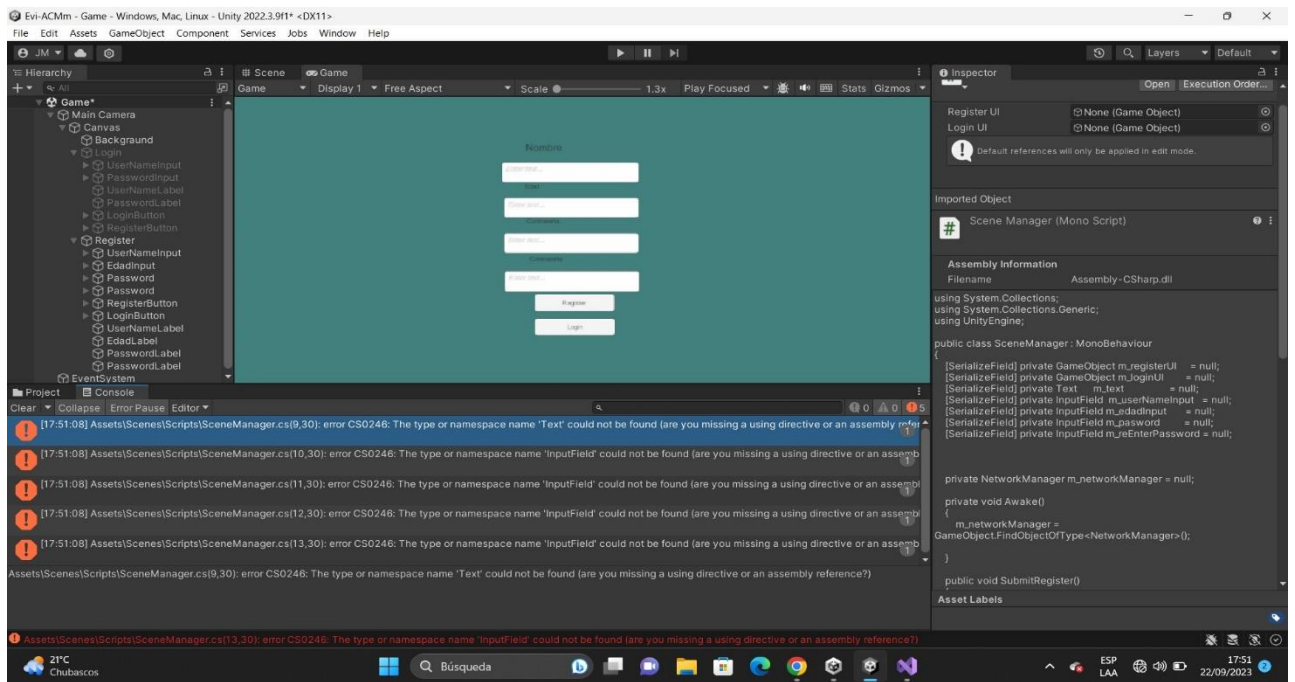 Evi-ACMm - Game - Windows, Mac, Linux - Unity 2022.3.9f1* <DX11>
File Edit Assets GameObject Component Services Jobs Window Help
JM
Layers Default
Hierarchy
All
Game*
Main Camera
Canvas
Background
Login
UserNameInput
PasswordInput
UserNameLabel
PasswordLabel
LoginButton
RegisterButton
Register
UserNameInput
EdadInput
Password
Password
RegisterButton
LoginButton
UserNameLabel
EdadLabel
PasswordLabel
PasswordLabel
EventSystem
Scene Game
Game Display 1 Free Aspect Scale 1.3x Play Focused Stats Gizmos
Nombre
Enter text...
Edad
Enter text...
Contraseña
Enter text...
Contraseña
Enter text...
Register
Login
Inspector
Open Execution Order...
Register UI None (Game Object)
Login UI None (Game Object)
Default references will only be applied in edit mode.
Imported Object
Scene Manager (Mono Script)
Assembly Information
Filename Assembly-CSharp.dll
using System.Collections;
using System.Collections.Generic;
using UnityEngine;
public class SceneManager : MonoBehaviour
{
[SerializeField] private GameObject m_registerUI = null;
[SerializeField] private GameObject m_loginUI = null;
[SerializeField] private Text m_text = null;
[SerializeField] private InputField m_userNameInput = null;
[SerializeField] private InputField m_edadInput = null;
[SerializeField] private InputField m_pasword = null;
[SerializeField] private InputField m_reEnterPassword = null;
private NetworkManager m_networkManager = null;
private void Awake()
{
m_networkManager =
GameObject.FindObjectOfType<NetworkManager>();
}
public void SubmitRegister()
Asset Labels
Project Console
Clear Collapse Error Pause Editor 0 0 5
[17:51:08] Assets\Scenes\Scripts\SceneManager.cs(9,30): error CS0246: The type or namespace name 'Text' could not be found (are you missing a using directive or an assembly refer
1
[17:51:08] Assets\Scenes\Scripts\SceneManager.cs(10,30): error CS0246: The type or namespace name 'InputField' could not be found (are you missing a using directive or an assemb
1
[17:51:08] Assets\Scenes\Scripts\SceneManager.cs(11,30): error CS0246: The type or namespace name 'InputField' could not be found (are you missing a using directive or an assembl
1
[17:51:08] Assets\Scenes\Scripts\SceneManager.cs(12,30): error CS0246: The type or namespace name 'InputField' could not be found (are you missing a using directive or an assemb
1
[17:51:08] Assets\Scenes\Scripts\SceneManager.cs(13,30): error CS0246: The type or namespace name 'InputField' could not be found (are you missing a using directive or an assemb
1
Assets\Scenes\Scripts\SceneManager.cs(9,30): error CS0246: The type or namespace name 'Text' could not be found (are you missing a using directive or an assembly reference?)
Assets\Scenes\Scripts\SceneManager.cs(13,30): error CS0246: The type or namespace name 'InputField' could not be found (are you missing a using directive or an assembly reference?)
21°C
Chubascos
Búsqueda
ESP
LAA
17:51
22/09/2023
2